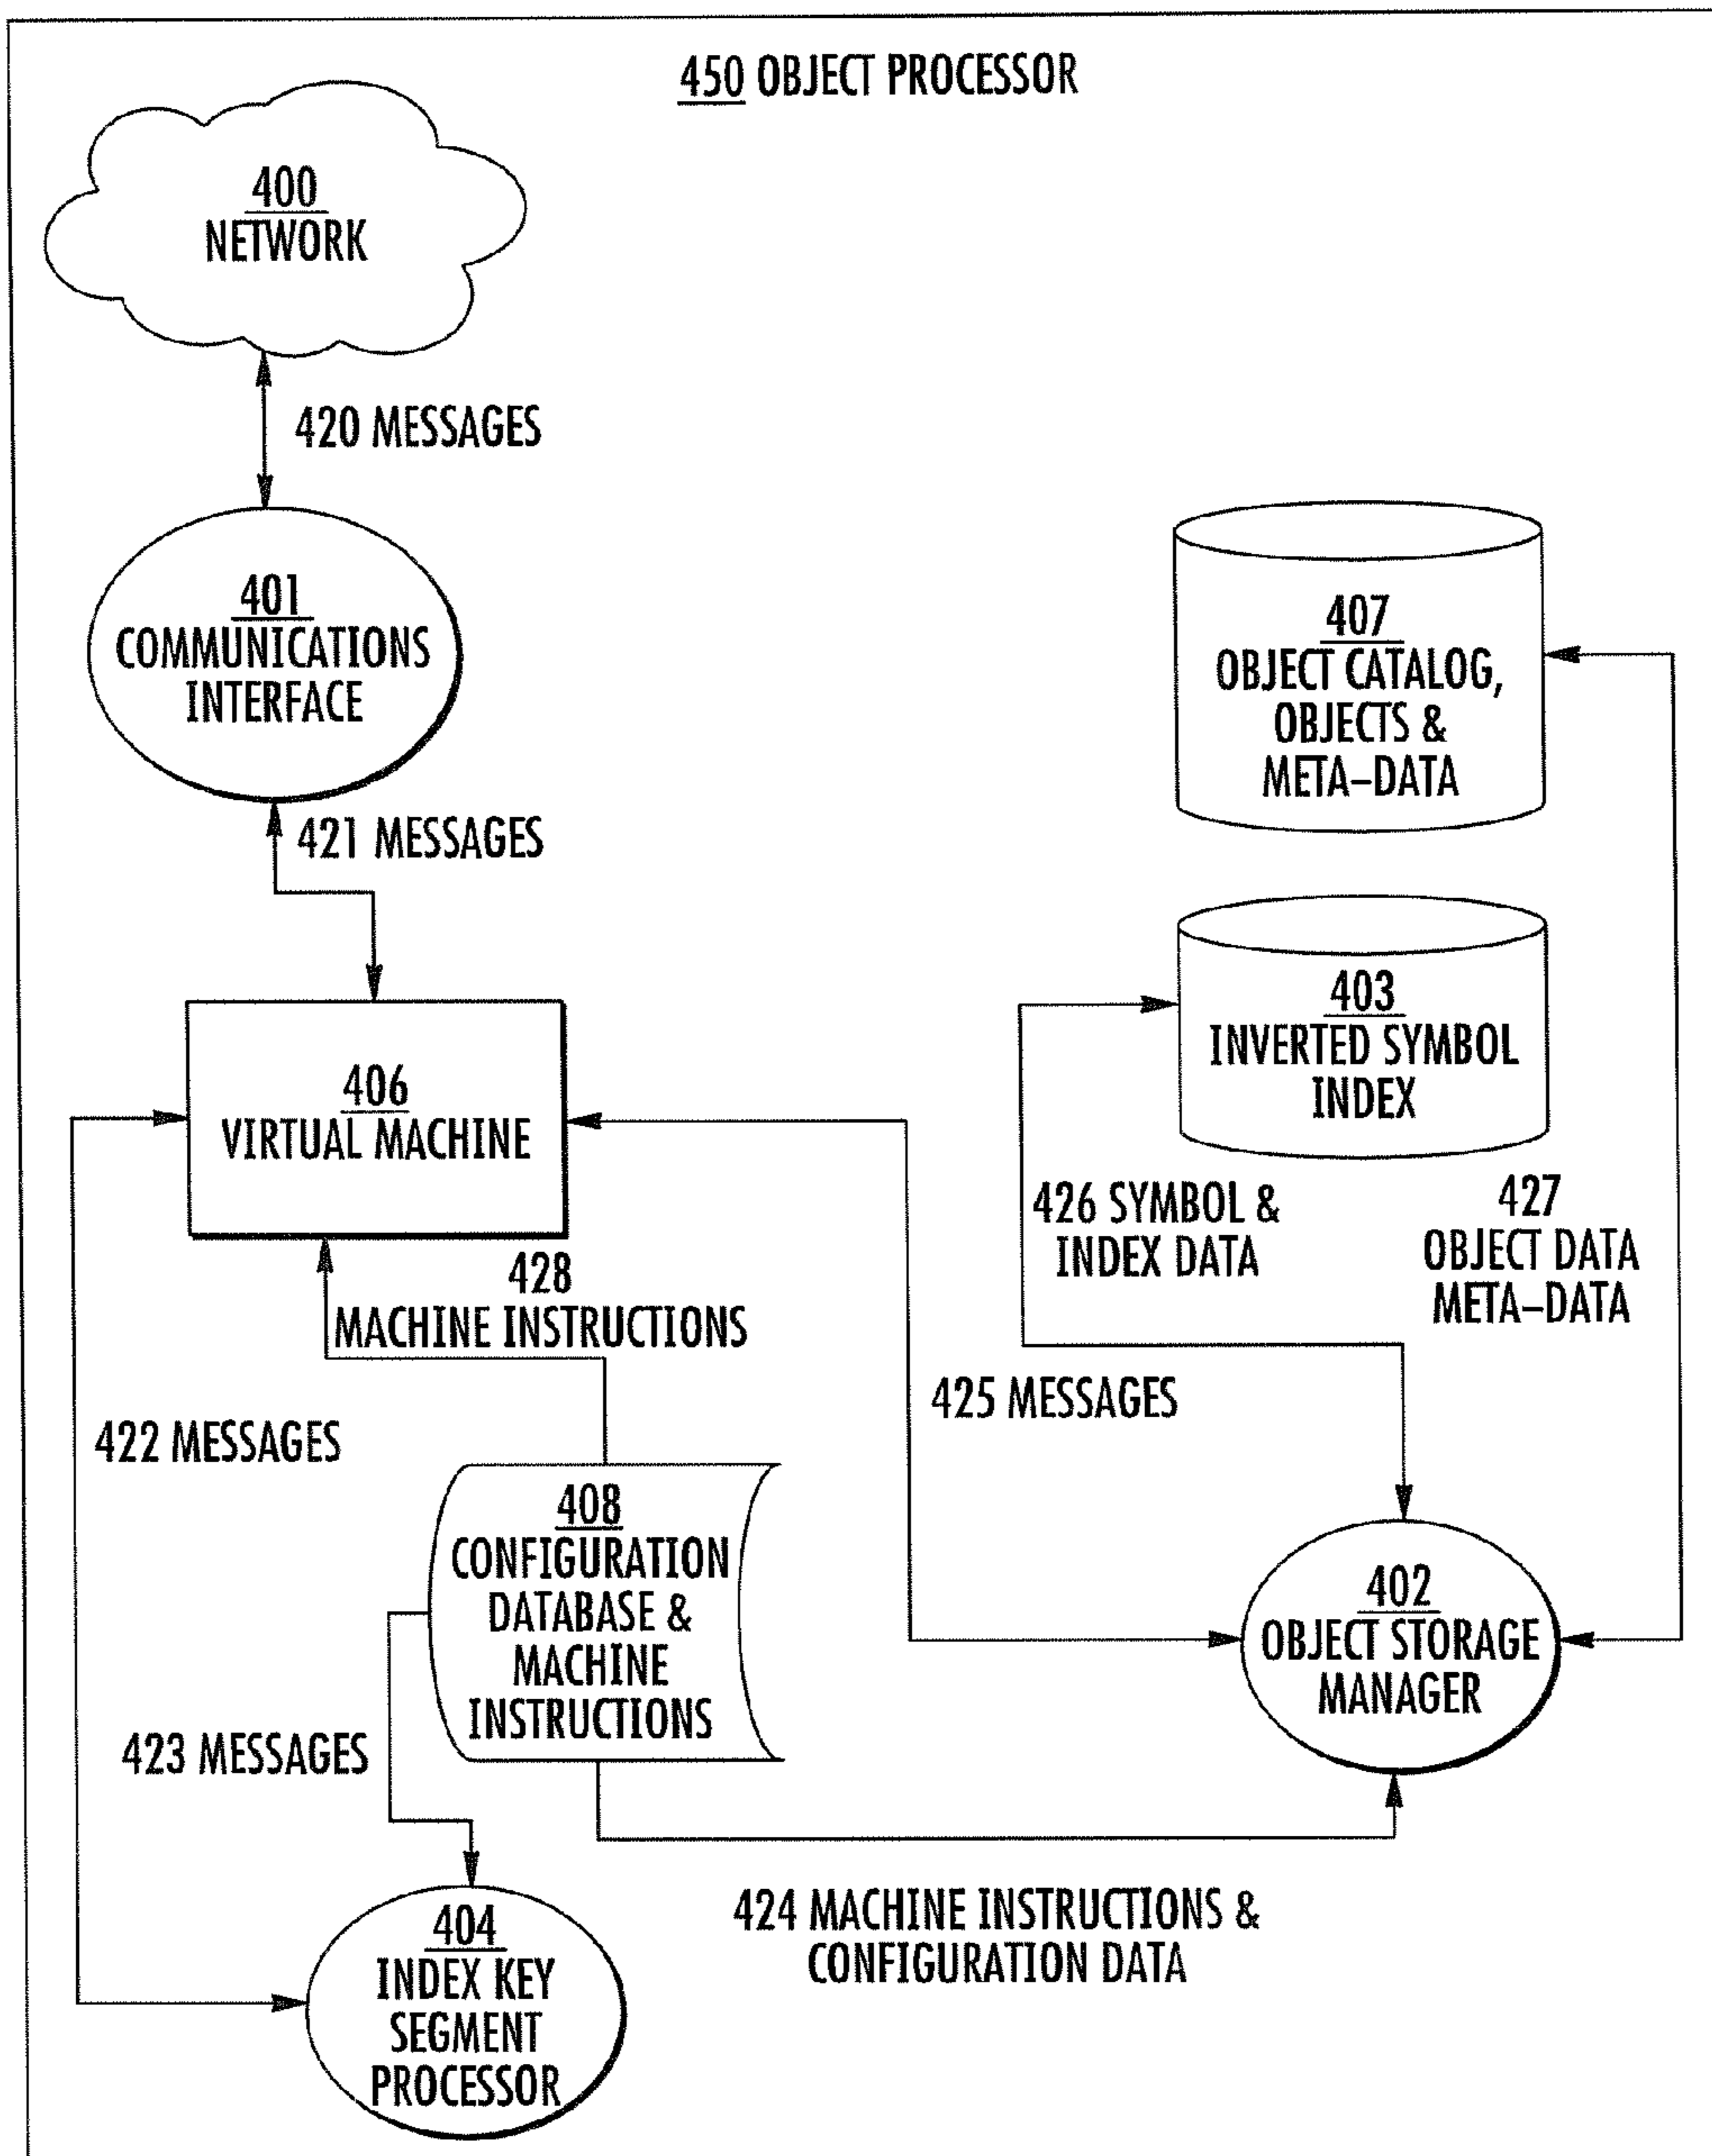 450 OBJECT PROCESSOR
400
NETWORK
420 MESSAGES
401
COMMUNICATIONS
INTERFACE
421 MESSAGES
407
OBJECT CATALOG,
OBJECTS &
META-DATA
403
INVERTED SYMBOL
INDEX
406
VIRTUAL MACHINE
426 SYMBOL &
INDEX DATA
427
OBJECT DATA
META-DATA
428
MACHINE INSTRUCTIONS
425 MESSAGES
422 MESSAGES
408
CONFIGURATION
DATABASE &
MACHINE
INSTRUCTIONS
402
OBJECT STORAGE
MANAGER
423 MESSAGES
424 MACHINE INSTRUCTIONS &
CONFIGURATION DATA
404
INDEX KEY
SEGMENT
PROCESSOR